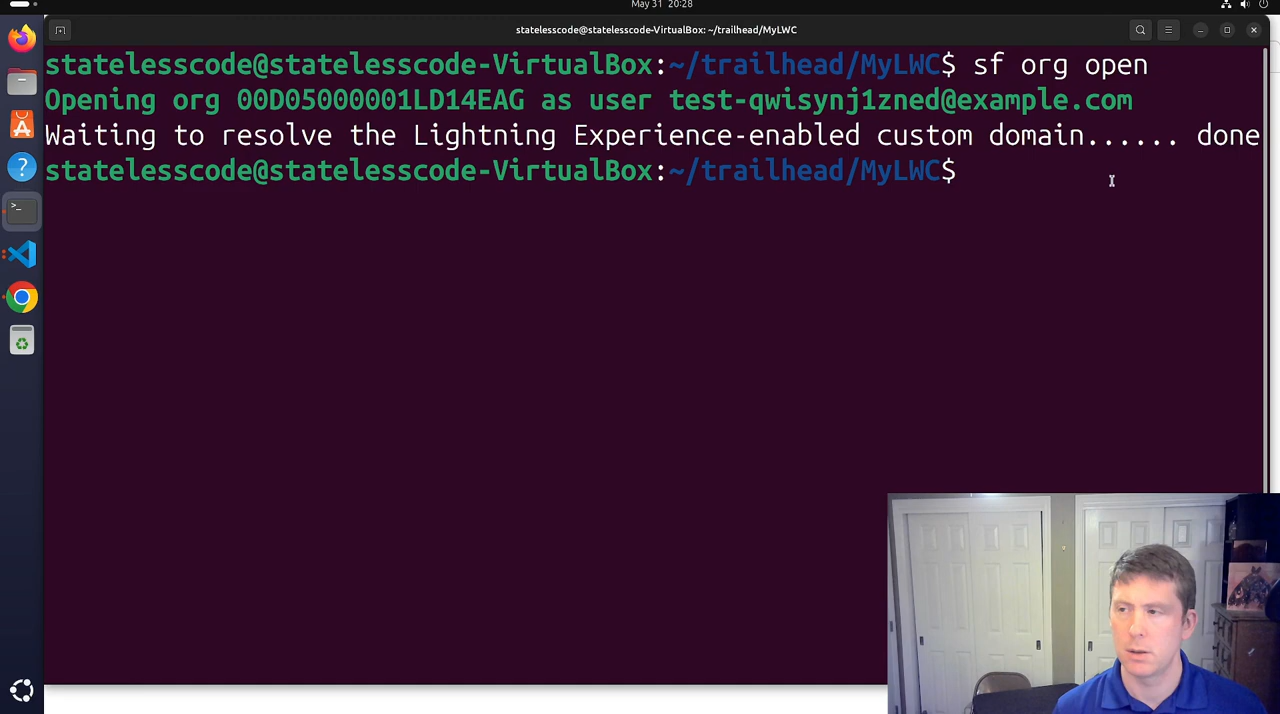 May 31 20:28
statelesscode@statelesscode-VirtualBox: ~/trailhead/MyLWC
statelesscode@statelesscode-VirtualBox:~/trailhead/MyLWC$ sf org open
Opening org 00D05000001LD14EAG as user test-qwisynj1zned@example.com
Waiting to resolve the Lightning Experience-enabled custom domain...... done
statelesscode@statelesscode-VirtualBox:~/trailhead/MyLWC$